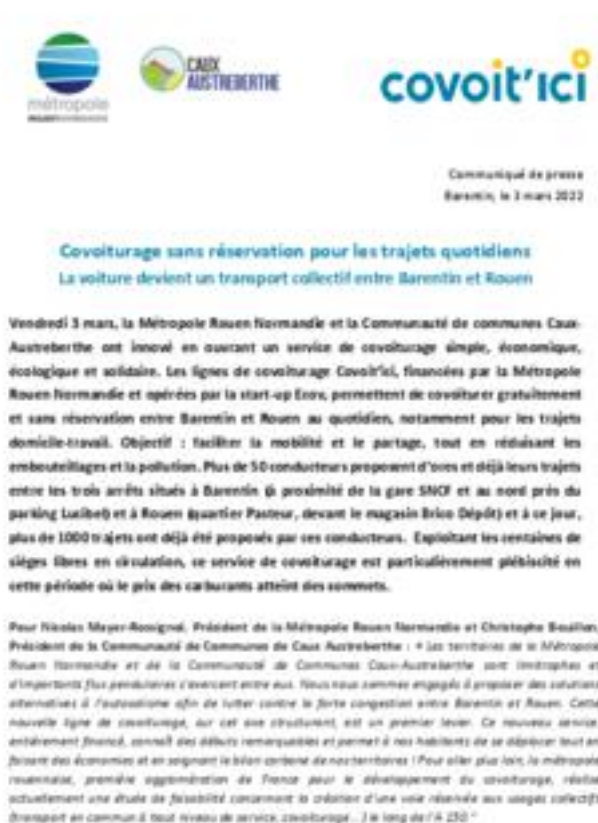 métropole
CAUX
AUSTREBERTHE
covoit'ici
Communiqué de presse
Barentin, le 3 mars 2022
Covoiturage sans réservation pour les trajets quotidiens
La voiture devient un transport collectif entre Barentin et Rouen
Vendredi 3 mars, la Métropole Rouen Normandie et la Communauté de communes Caux-
Austreberthe ont innové en ouvrant un service de covoiturage simple, économique,
écologique et solidaire. Les lignes de covoiturage Covoit'ici, financées par la Métropole
Rouen Normandie et opérées par la start-up Ecov, permettent de covoiturer gratuitement
et sans réservation entre Barentin et Rouen au quotidien, notamment pour les trajets
domicile-travail. Objectif : faciliter la mobilité et le partage, tout en réduisant les
embouteillages et la pollution. Plus de 50 conducteurs proposent d'ores et déjà leurs trajets
entre les trois arrêts situés à Barentin (à proximité de la gare SNCF et au nord près du
parking Lucibel) et à Rouen (quartier Pasteur, devant le magasin Brico Dépôt) et à ce jour,
plus de 1000 trajets ont déjà été proposés par ces conducteurs. Exploitant les centaines de
sièges libres en circulation, ce service de covoiturage est particulièrement plébiscité en
cette période où le prix des carburants atteint des sommets.
Pour Nicolas Mayer-Rossignol, Président de la Métropole Rouen Normandie et Christophe Bouillon,
Président de la Communauté de Communes de Caux Austreberthe : « Les territoires de la Métropole
Rouen Normandie et de la Communauté de Communes Caux-Austreberthe sont limitrophes et
d'importants flux pendulaires s'exercent entre eux. Nous nous sommes engagés à proposer des solutions
alternatives à l'autosolisme afin de lutter contre la forte congestion entre Barentin et Rouen. Cette
nouvelle ligne de covoiturage, sur cet axe structurant, est un premier levier. Ce nouveau service,
entièrement financé, connaît des débuts remarquables et permet à nos habitants de se déplacer tout en
faisant des économies et en soignant le bilan carbone de nos territoires ! Pour aller plus loin, la métropole
rouennaise, première agglomération de France pour le développement du covoiturage, réalise
actuellement une étude de faisabilité concernant la création d'une voie réservée aux usages collectifs
(transport en commun à haut niveau de service, covoiturage...) le long de l'A 150 "